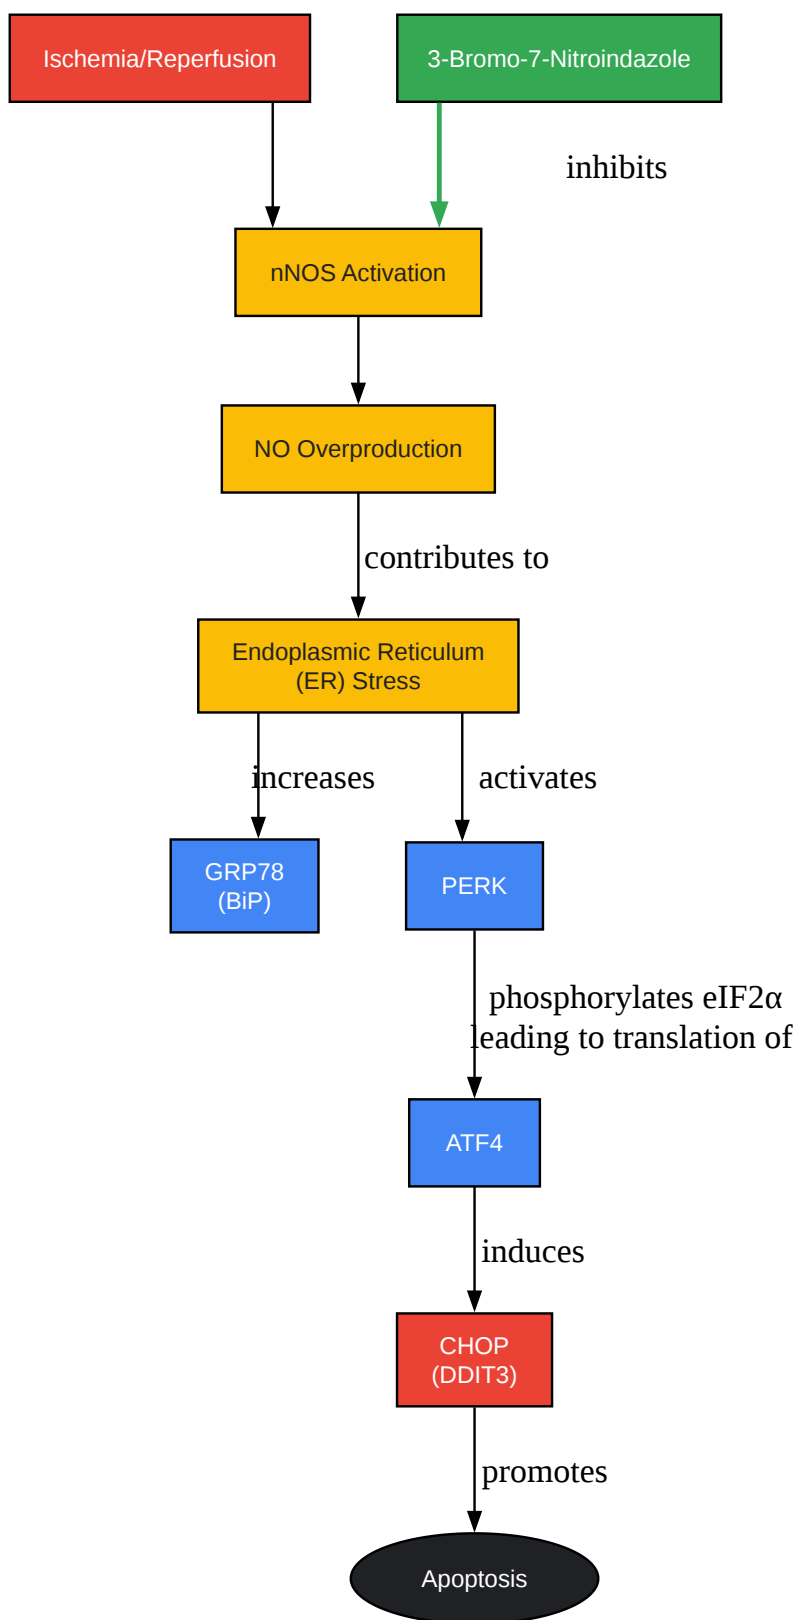 Ischemia/Reperfusion
3-Bromo-7-Nitroindazole
inhibits
nNOS Activation
NO Overproduction
contributes to
Endoplasmic Reticulum
(ER) Stress
increases
activates
GRP78
(BiP)
PERK
phosphorylates eIF2α
leading to translation of
ATF4
induces
CHOP
(DDIT3)
promotes
Apoptosis